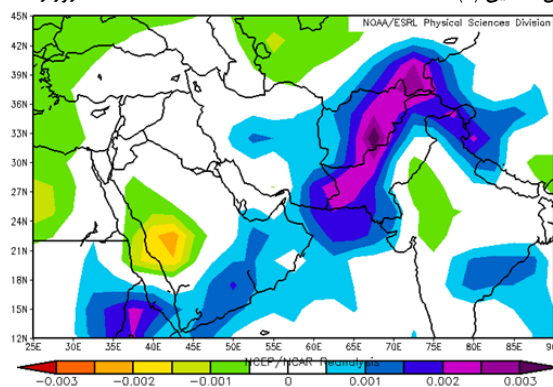 NOAA/ESRL Physical Sciences Division
45N
42N
39N
36N
33N
30N
27N
24N
21N
18N
15N
12N
25E 30E 35E 40E 45E 50E 55E 60E 65E 70E 75E 80E 85E
NCEP/NCAR Reanalysis
-0.003 -0.002 -0.001 0 0.001 0.002 0.003